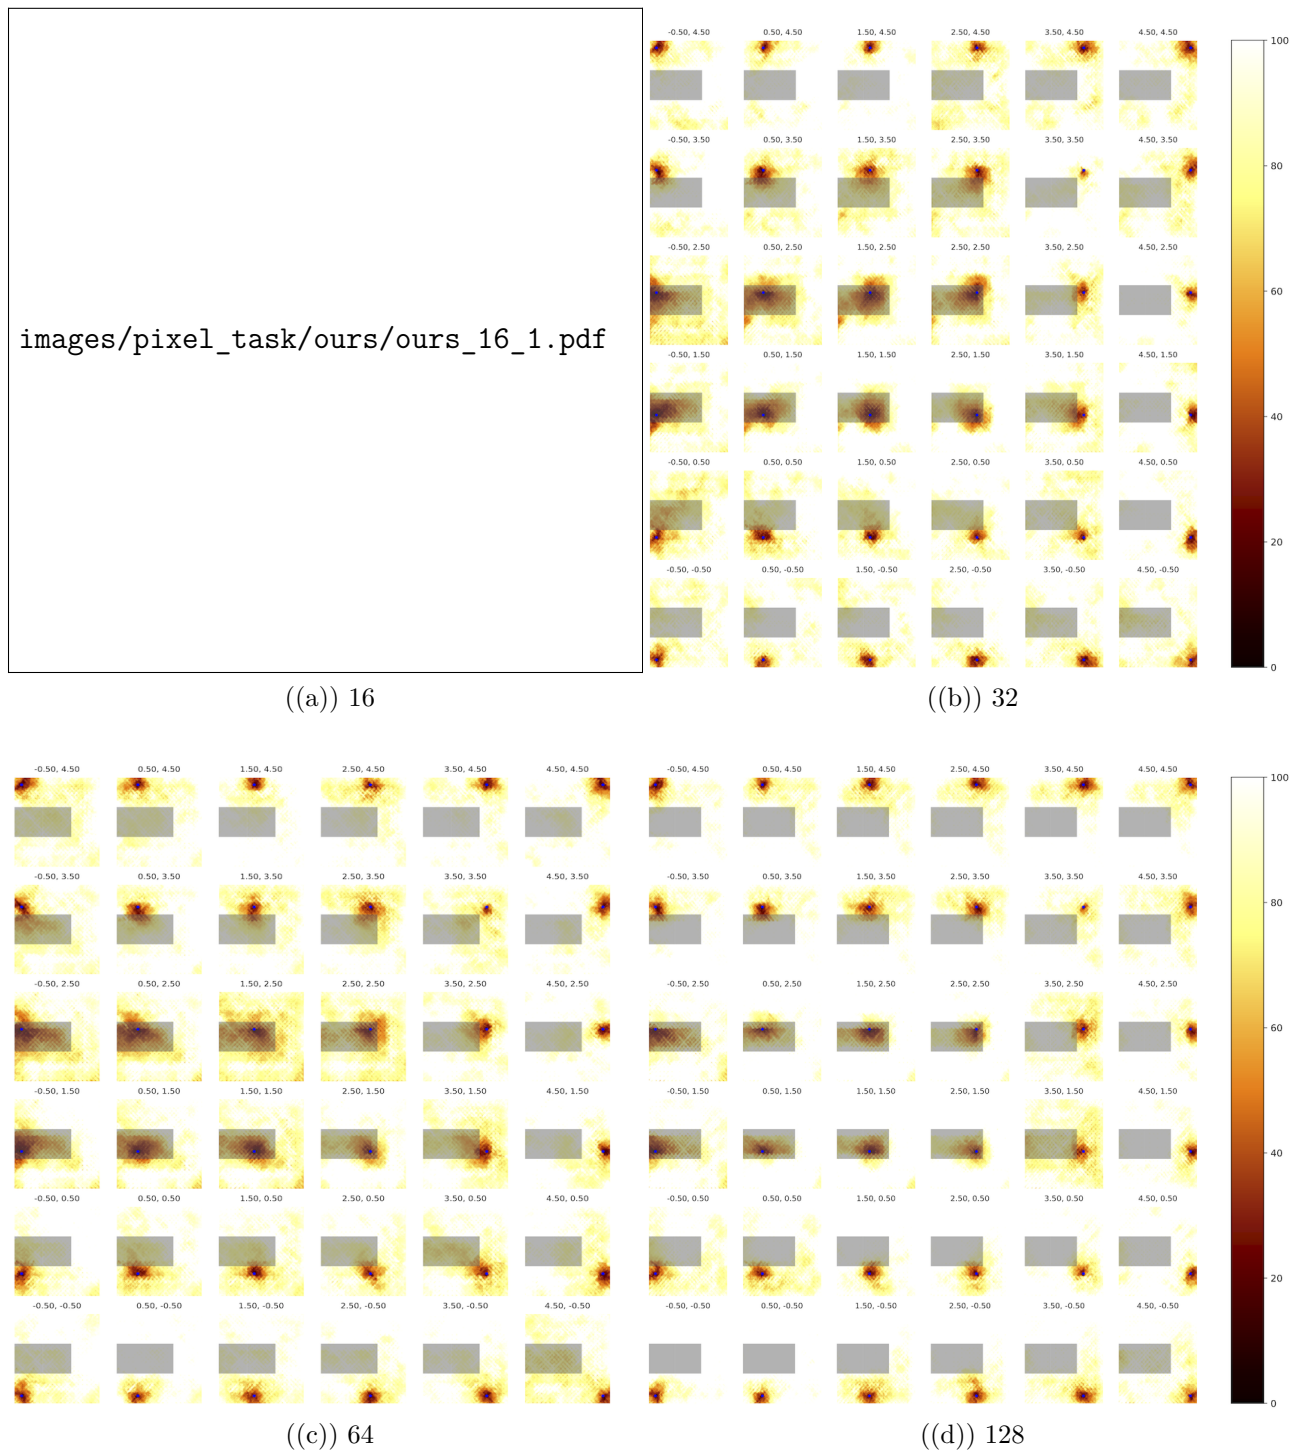 images/pixel_task/ours/ours_16_1.pdf
((a)) 16
-0.50, 4.50 0.50, 4.50 1.50, 4.50 2.50, 4.50 3.50, 4.50 4.50, 4.50
-0.50, 3.50 0.50, 3.50 1.50, 3.50 2.50, 3.50 3.50, 3.50 4.50, 3.50
-0.50, 2.50 0.50, 2.50 1.50, 2.50 2.50, 2.50 3.50, 2.50 4.50, 2.50
-0.50, 1.50 0.50, 1.50 1.50, 1.50 2.50, 1.50 3.50, 1.50 4.50, 1.50
-0.50, 0.50 0.50, 0.50 1.50, 0.50 2.50, 0.50 3.50, 0.50 4.50, 0.50
-0.50, -0.50 0.50, -0.50 1.50, -0.50 2.50, -0.50 3.50, -0.50 4.50, -0.50
100
80
60
40
20
0
((b)) 32
-0.50, 4.50 0.50, 4.50 1.50, 4.50 2.50, 4.50 3.50, 4.50 4.50, 4.50
-0.50, 3.50 0.50, 3.50 1.50, 3.50 2.50, 3.50 3.50, 3.50 4.50, 3.50
-0.50, 2.50 0.50, 2.50 1.50, 2.50 2.50, 2.50 3.50, 2.50 4.50, 2.50
-0.50, 1.50 0.50, 1.50 1.50, 1.50 2.50, 1.50 3.50, 1.50 4.50, 1.50
-0.50, 0.50 0.50, 0.50 1.50, 0.50 2.50, 0.50 3.50, 0.50 4.50, 0.50
-0.50, -0.50 0.50, -0.50 1.50, -0.50 2.50, -0.50 3.50, -0.50 4.50, -0.50
((c)) 64
-0.50, 4.50 0.50, 4.50 1.50, 4.50 2.50, 4.50 3.50, 4.50 4.50, 4.50
-0.50, 3.50 0.50, 3.50 1.50, 3.50 2.50, 3.50 3.50, 3.50 4.50, 3.50
-0.50, 2.50 0.50, 2.50 1.50, 2.50 2.50, 2.50 3.50, 2.50 4.50, 2.50
-0.50, 1.50 0.50, 1.50 1.50, 1.50 2.50, 1.50 3.50, 1.50 4.50, 1.50
-0.50, 0.50 0.50, 0.50 1.50, 0.50 2.50, 0.50 3.50, 0.50 4.50, 0.50
-0.50, -0.50 0.50, -0.50 1.50, -0.50 2.50, -0.50 3.50, -0.50 4.50, -0.50
100
80
60
40
20
0
((d)) 128